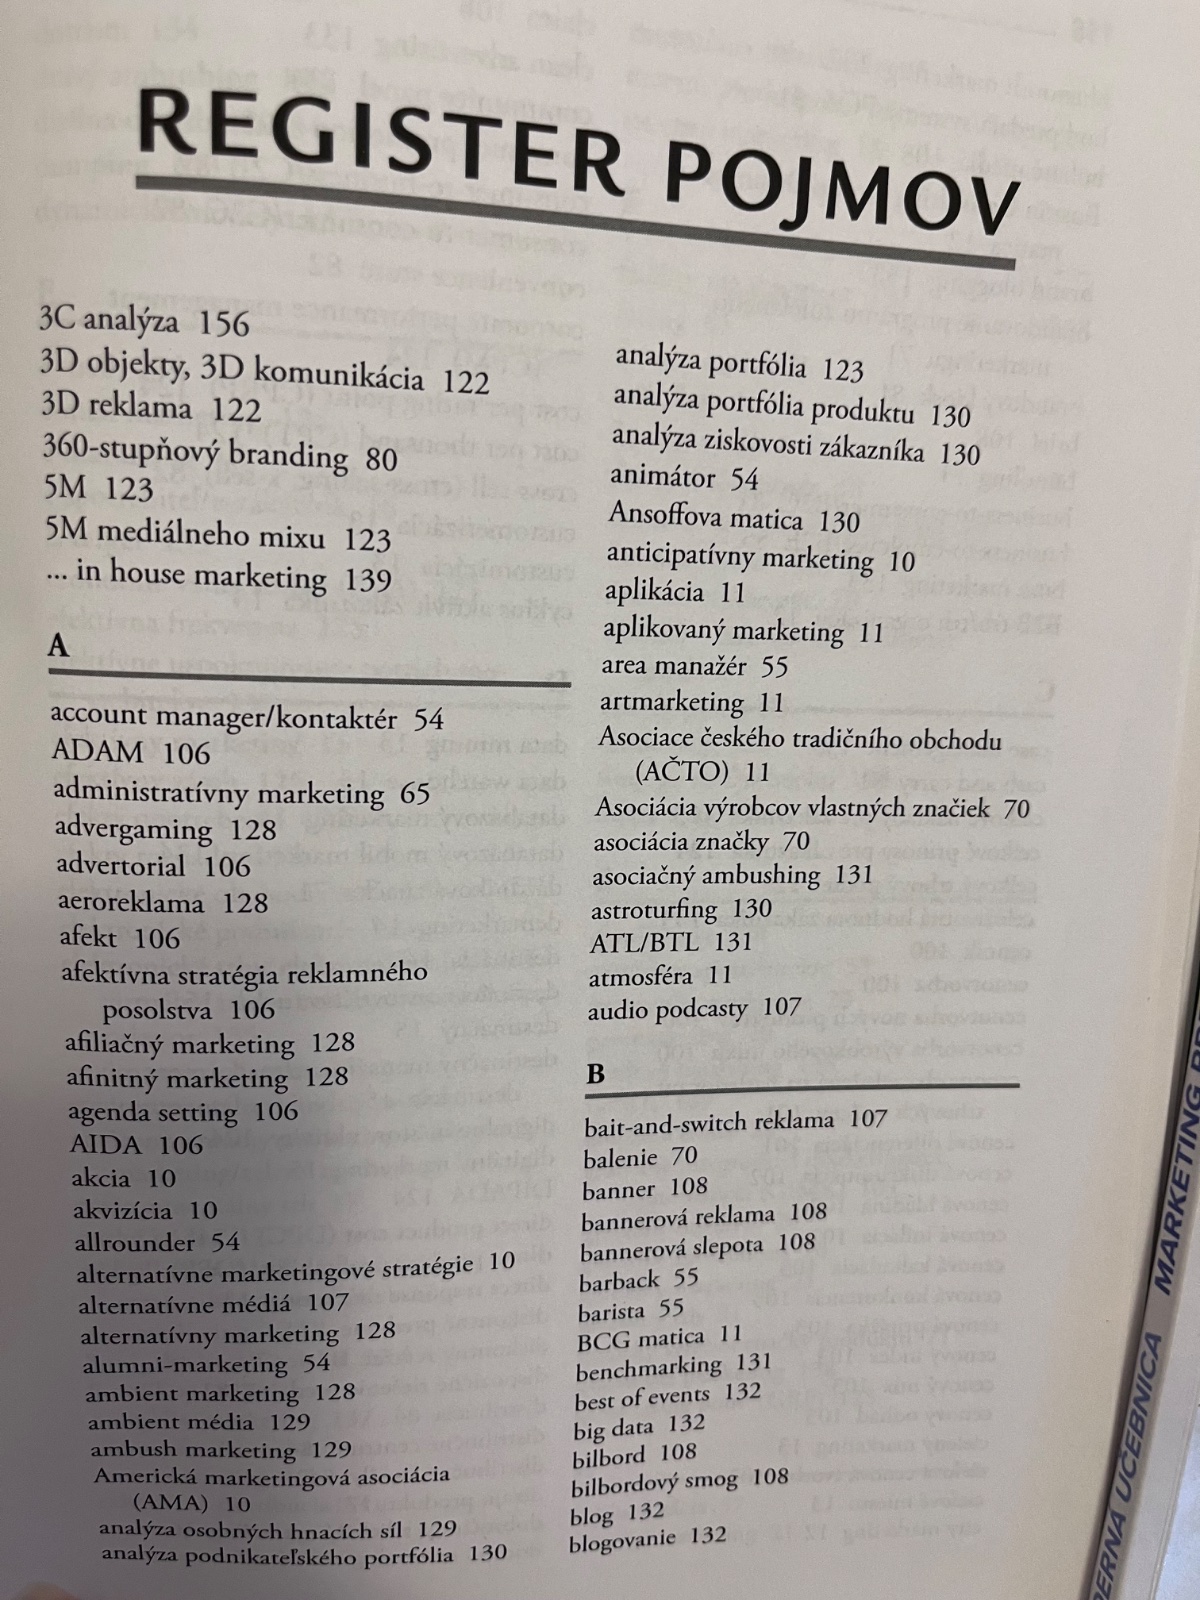 REGISTER POJMOV
3C analýza 156
3D objekty, 3D komunikácia 122
3D reklama 122
360-stupňový branding 80
5M 123
5M mediálneho mixu 123
... in house marketing 139
A
account manager/kontaktér 54
ADAM 106
administratívny marketing 65
advergaming 128
advertorial 106
aeroreklama 128
afekt 106
afektívna stratégia reklamného
posolstva 106
afiliačný marketing 128
afinitný marketing 128
agenda setting 106
AIDA 106
akcia 10
akvizícia 10
allrounder 54
alternatívne marketingové stratégie 10
alternatívne médiá 107
alternatívny marketing 128
alumni-marketing 54
ambient marketing 128
ambient média 129
ambush marketing 129
Americká marketingová asociácia
(AMA) 10
analýza osobných hnacích síl 129
analýza podnikateľského portfólia 130
analýza portfólia 123
analýza portfólia produktu 130
analýza ziskovosti zákazníka 130
animátor 54
Ansoffova matica 130
anticipatívny marketing 10
aplikácia 11
aplikovaný marketing 11
area manažér 55
artmarketing 11
Asociace českého tradičního obchodu
(AČTO) 11
Asociácia výrobcov vlastných značiek 70
asociácia značky 70
asociačný ambushing 131
astroturfing 130
ATL/BTL 131
atmosféra 11
audio podcasty 107
B
bait-and-switch reklama 107
balenie 70
banner 108
bannerová reklama 108
bannerová slepota 108
barback 55
barista 55
BCG matica 11
benchmarking 131
best of events 132
big data 132
bilbord 108
bilbordový smog 108
blog 132
blogovanie 132
UČEBNICA MARKETING